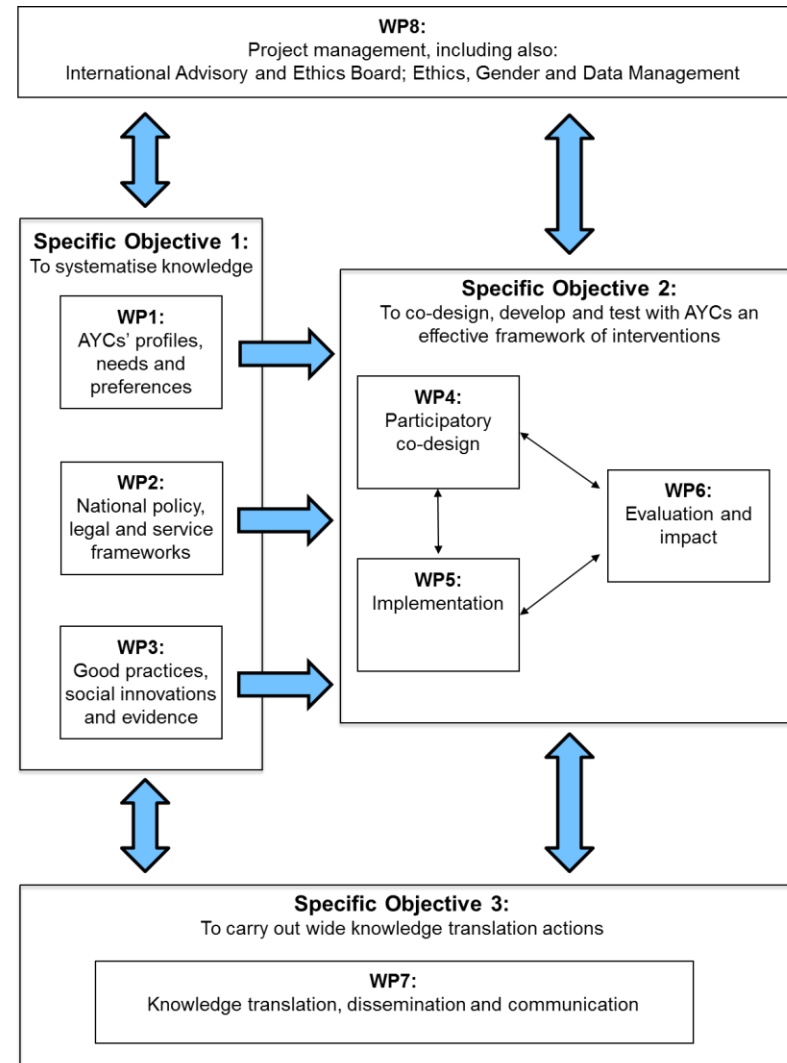 WP8:
Project management, including also:
International Advisory and Ethics Board; Ethics, Gender and Data Management
Specific Objective 1:
To systematise knowledge
WP1:
AYCs' profiles,
needs and
preferences
WP2:
National policy,
legal and service
frameworks
WP3:
Good practices,
social innovations
and evidence
Specific Objective 2:
To co-design, develop and test with AYCs an
effective framework of interventions
WP4:
Participatory
co-design
WP5:
Implementation
WP6:
Evaluation and
impact
Specific Objective 3:
To carry out wide knowledge translation actions
WP7:
Knowledge translation, dissemination and communication